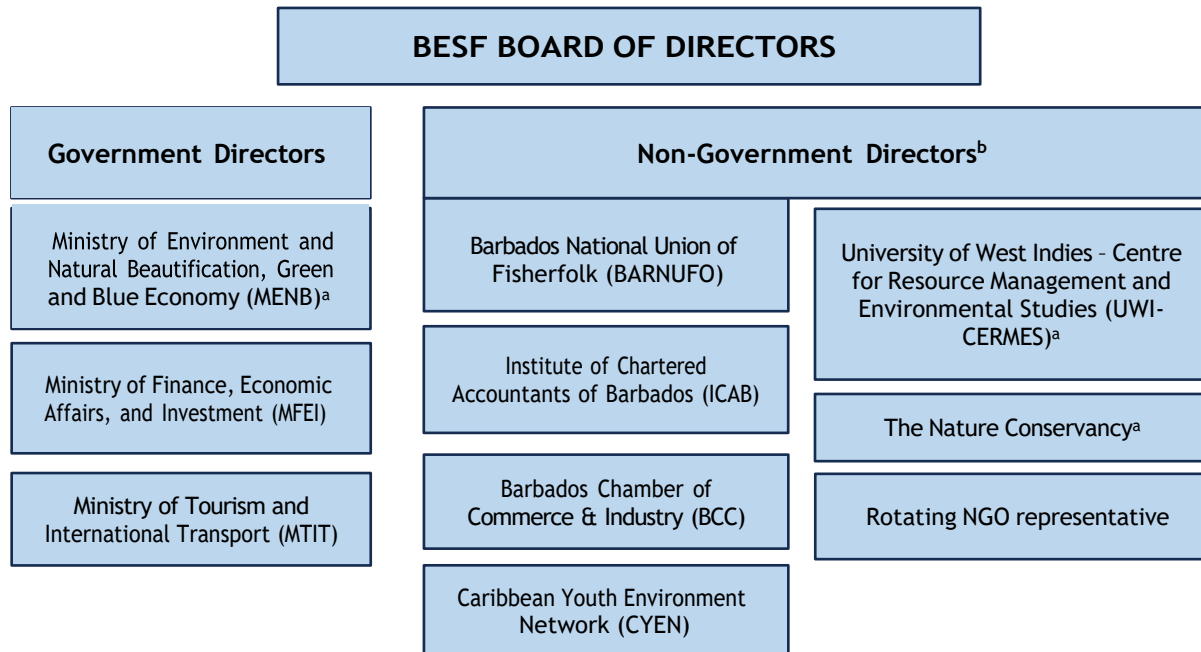 BESF BOARD OF DIRECTORS
Government Directors
Ministry of Environment and
Natural Beautification, Green
and Blue Economy (MENB)ᵃ
Ministry of Finance, Economic
Affairs, and Investment (MFEI)
Ministry of Tourism and
International Transport (MTIT)
Non-Government Directorsᵇ
Barbados National Union of
Fisherfolk (BARNUFO)
Institute of Chartered
Accountants of Barbados (ICAB)
Barbados Chamber of
Commerce & Industry (BCC)
Caribbean Youth Environment
Network (CYEN)
University of West Indies – Centre
for Resource Management and
Environmental Studies (UWI-
CERMES)ᵃ
The Nature Conservancyᵃ
Rotating NGO representative